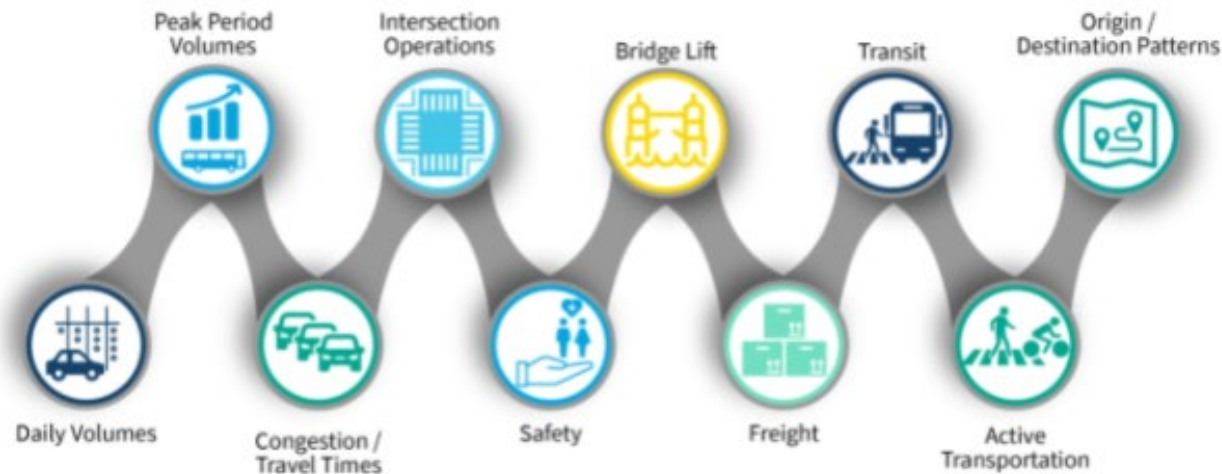 Peak Period
Volumes
Intersection
Operations
Bridge Lift
Transit
Origin /
Destination Patterns
Daily Volumes
Congestion /
Travel Times
Safety
Freight
Active
Transportation